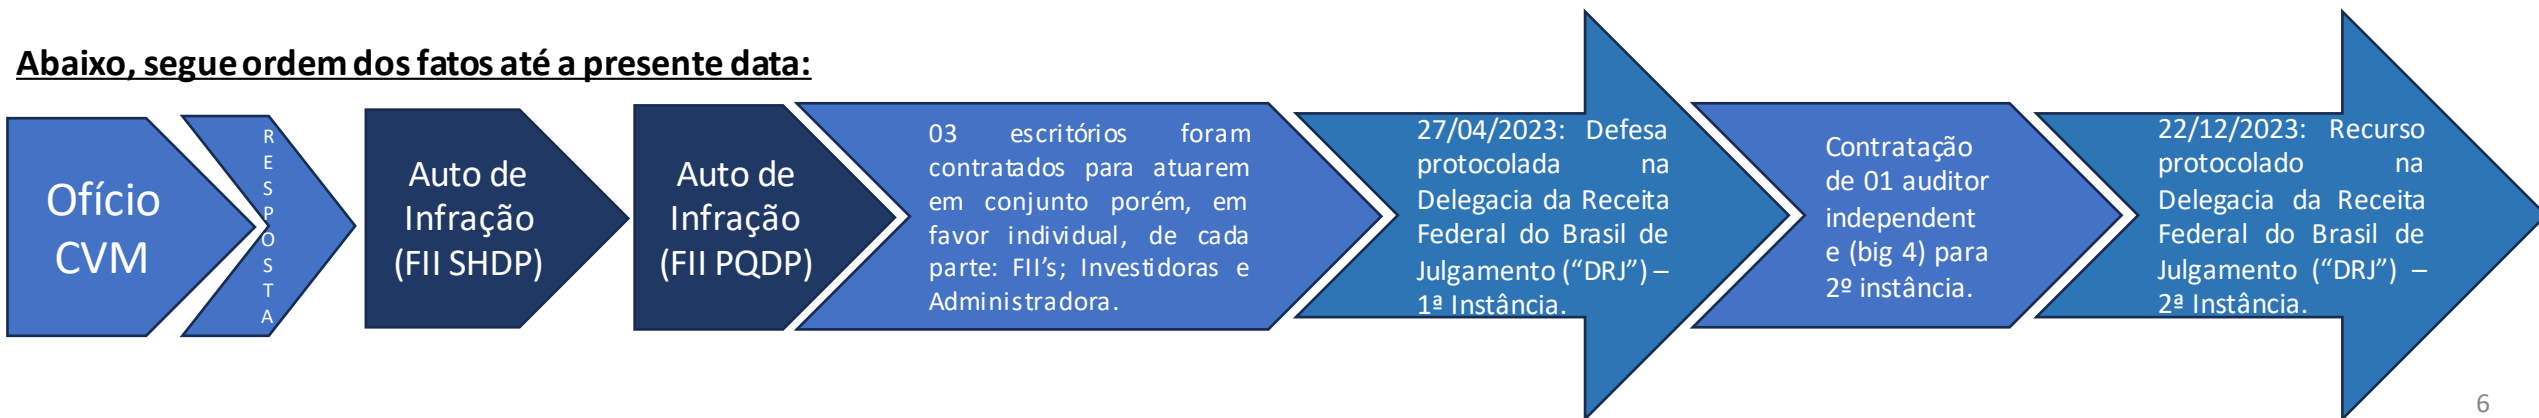 Abaixo, segue ordem dos fatos até a presente data:
Ofício
CVM
R
E
S
P
O
S
T
A
Auto de
Infração
(FII SHDP)
Auto de
Infração
(FII PQDP)
03 escritórios foram
contratados para atuarem
em conjunto porém, em
favor individual, de cada
parte: FII's; Investidoras e
Administradora.
27/04/2023: Defesa
protocolada na
Delegacia da Receita
Federal do Brasil de
Julgamento (“DRJ”) –
1ª Instância.
Contratação
de 01 auditor
independent
e (big 4) para
2º instância.
22/12/2023: Recurso
protocolado na
Delegacia da Receita
Federal do Brasil de
Julgamento (“DRJ”) –
2ª Instância.
6